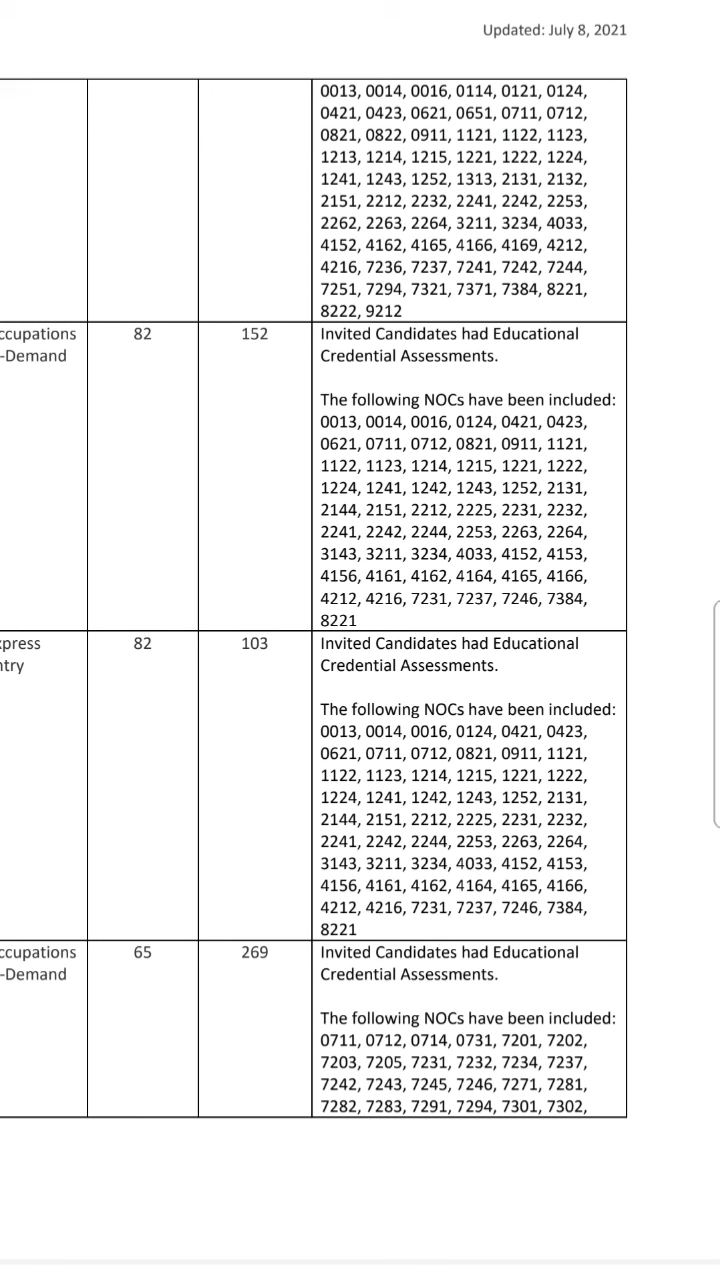 Updated: July 8, 2021
0013, 0014, 0016, 0114, 0121, 0124,
0421, 0423, 0621, 0651, 0711, 0712,
0821, 0822, 0911, 1121, 1122, 1123,
1213, 1214, 1215, 1221, 1222, 1224,
1241, 1243, 1252, 1313, 2131, 2132,
2151, 2212, 2232, 2241, 2242, 2253,
2262, 2263, 2264, 3211, 3234, 4033,
4152, 4162, 4165, 4166, 4169, 4212,
4216, 7236, 7237, 7241, 7242, 7244,
7251, 7294, 7321, 7371, 7384, 8221,
8222, 9212
ccupations 82 152 Invited Candidates had Educational
-Demand Credential Assessments.
The following NOCs have been included:
0013, 0014, 0016, 0124, 0421, 0423,
0621, 0711, 0712, 0821, 0911, 1121,
1122, 1123, 1214, 1215, 1221, 1222,
1224, 1241, 1242, 1243, 1252, 2131,
2144, 2151, 2212, 2225, 2231, 2232,
2241, 2242, 2244, 2253, 2263, 2264,
3143, 3211, 3234, 4033, 4152, 4153,
4156, 4161, 4162, 4164, 4165, 4166,
4212, 4216, 7231, 7237, 7246, 7384,
8221
xpress 82 103 Invited Candidates had Educational
ntry Credential Assessments.
The following NOCs have been included:
0013, 0014, 0016, 0124, 0421, 0423,
0621, 0711, 0712, 0821, 0911, 1121,
1122, 1123, 1214, 1215, 1221, 1222,
1224, 1241, 1242, 1243, 1252, 2131,
2144, 2151, 2212, 2225, 2231, 2232,
2241, 2242, 2244, 2253, 2263, 2264,
3143, 3211, 3234, 4033, 4152, 4153,
4156, 4161, 4162, 4164, 4165, 4166,
4212, 4216, 7231, 7237, 7246, 7384,
8221
ccupations 65 269 Invited Candidates had Educational
-Demand Credential Assessments.
The following NOCs have been included:
0711, 0712, 0714, 0731, 7201, 7202,
7203, 7205, 7231, 7232, 7234, 7237,
7242, 7243, 7245, 7246, 7271, 7281,
7282, 7283, 7291, 7294, 7301, 7302,